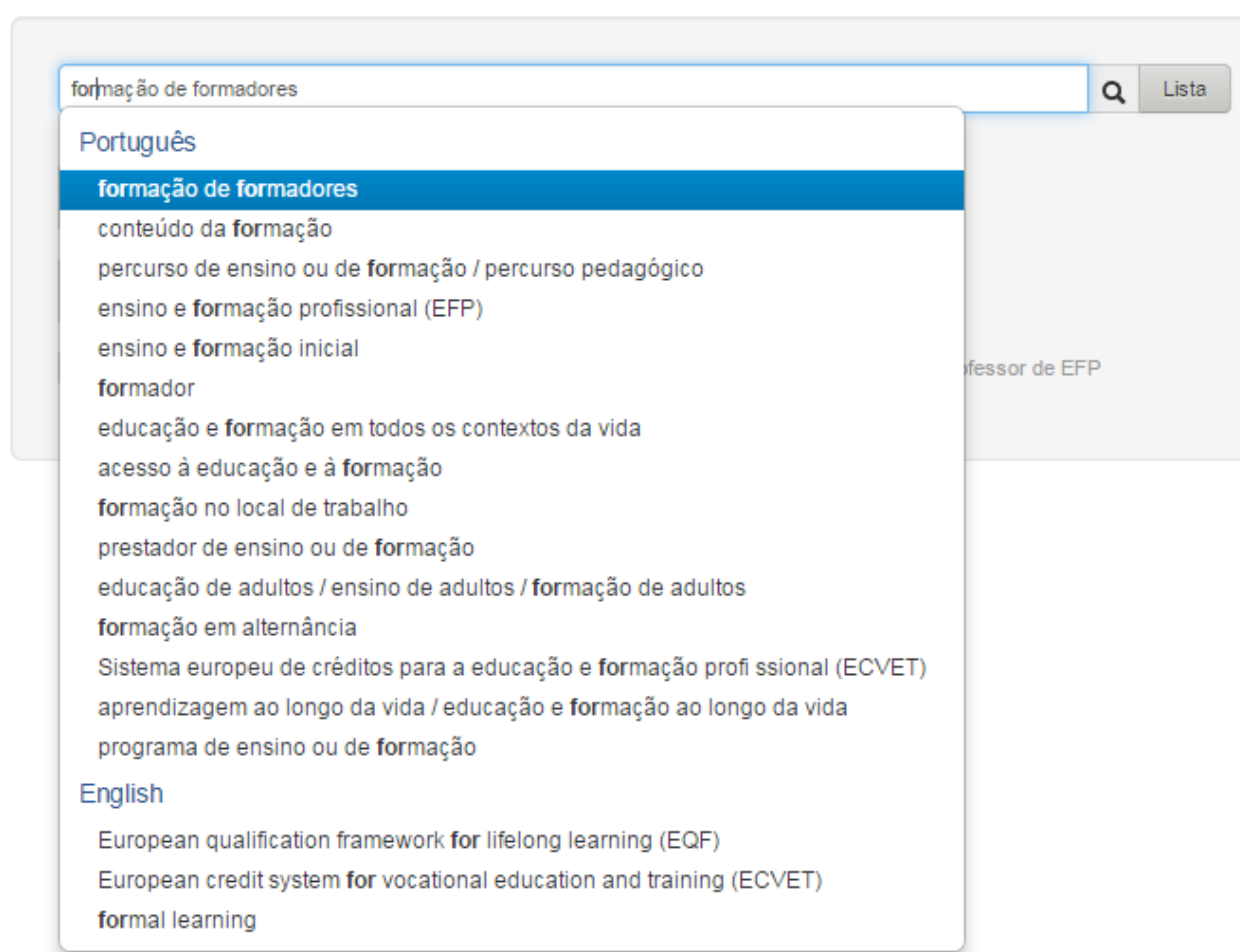 formação de formadores
Lista
Português
formação de formadores
conteúdo da formação
percurso de ensino ou de formação / percurso pedagógico
ensino e formação profissional (EFP)
ensino e formação inicial
formador
de EFP
educação e formação em todos os contextos da vida
acesso à educação e à formação
formação no local de trabalho
prestador de ensino ou de formação
educação de adultos / ensino de adultos / formação de adultos
formação em alternância
Sistema europeu de créditos para a educação e formação profi ssional (ECVET)
aprendizagem ao longo da vida / educação e formação ao longo da vida
programa de ensino ou de formação
English
European qualification framework for lifelong learning (EQF)
European credit system for vocational education and training (ECVET)
formal learning